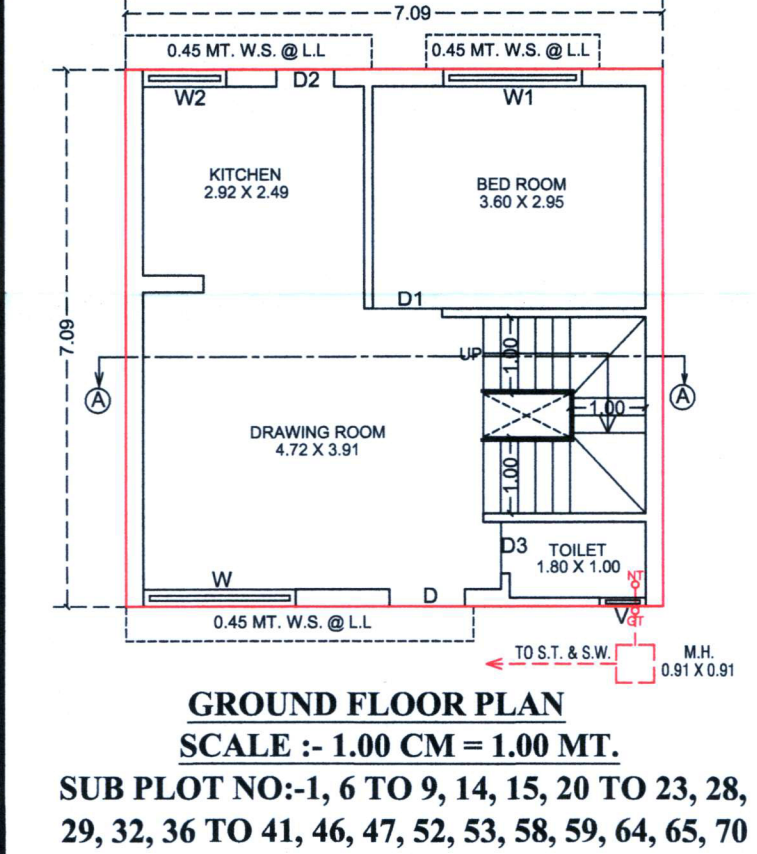 7.09
0.45 MT. W.S. @ L.L
0.45 MT. W.S. @ L.L
W2
D2
W1
KITCHEN
2.92 X 2.49
BED ROOM
3.60 X 2.95
D1
7.09
UP
1.00
A
A
1.00
DRAWING ROOM
4.72 X 3.91
1.00
D3
TOILET
1.80 X 1.00
NT
W
D
V
GT
0.45 MT. W.S. @ L.L
TO S.T. & S.W.
M.H.
0.91 X 0.91
GROUND FLOOR PLAN
SCALE :- 1.00 CM = 1.00 MT.
SUB PLOT NO:-1, 6 TO 9, 14, 15, 20 TO 23, 28,
29, 32, 36 TO 41, 46, 47, 52, 53, 58, 59, 64, 65, 70